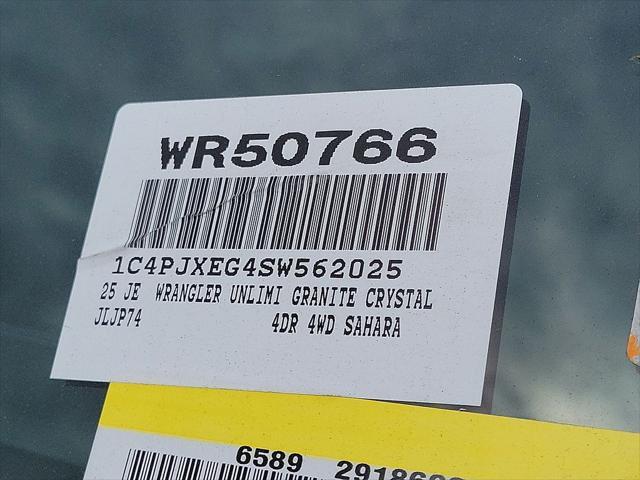 WR50766
1C4PJXEG4SW562025
25 JE WRANGLER UNLIMI GRANITE CRYSTAL
JLJP74 4DR 4WD SAHARA
6589